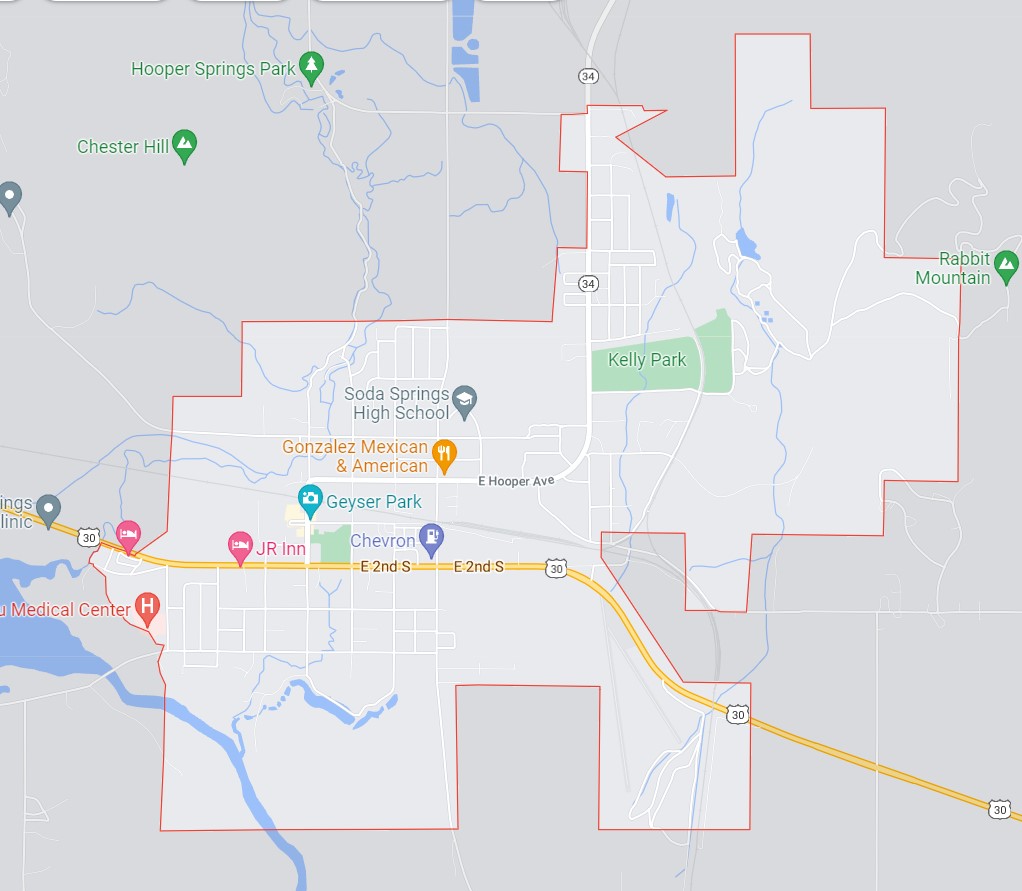 34
Hooper Springs Park
Chester Hill
Rabbit
Mountain
34
Kelly Park
Soda Springs
High School
Gonzalez Mexican
& American
E Hooper Ave
Geyser Park
ings
linic
30
JR Inn
Chevron
E 2nd S
E 2nd S
30
H
u Medical Center
30
30